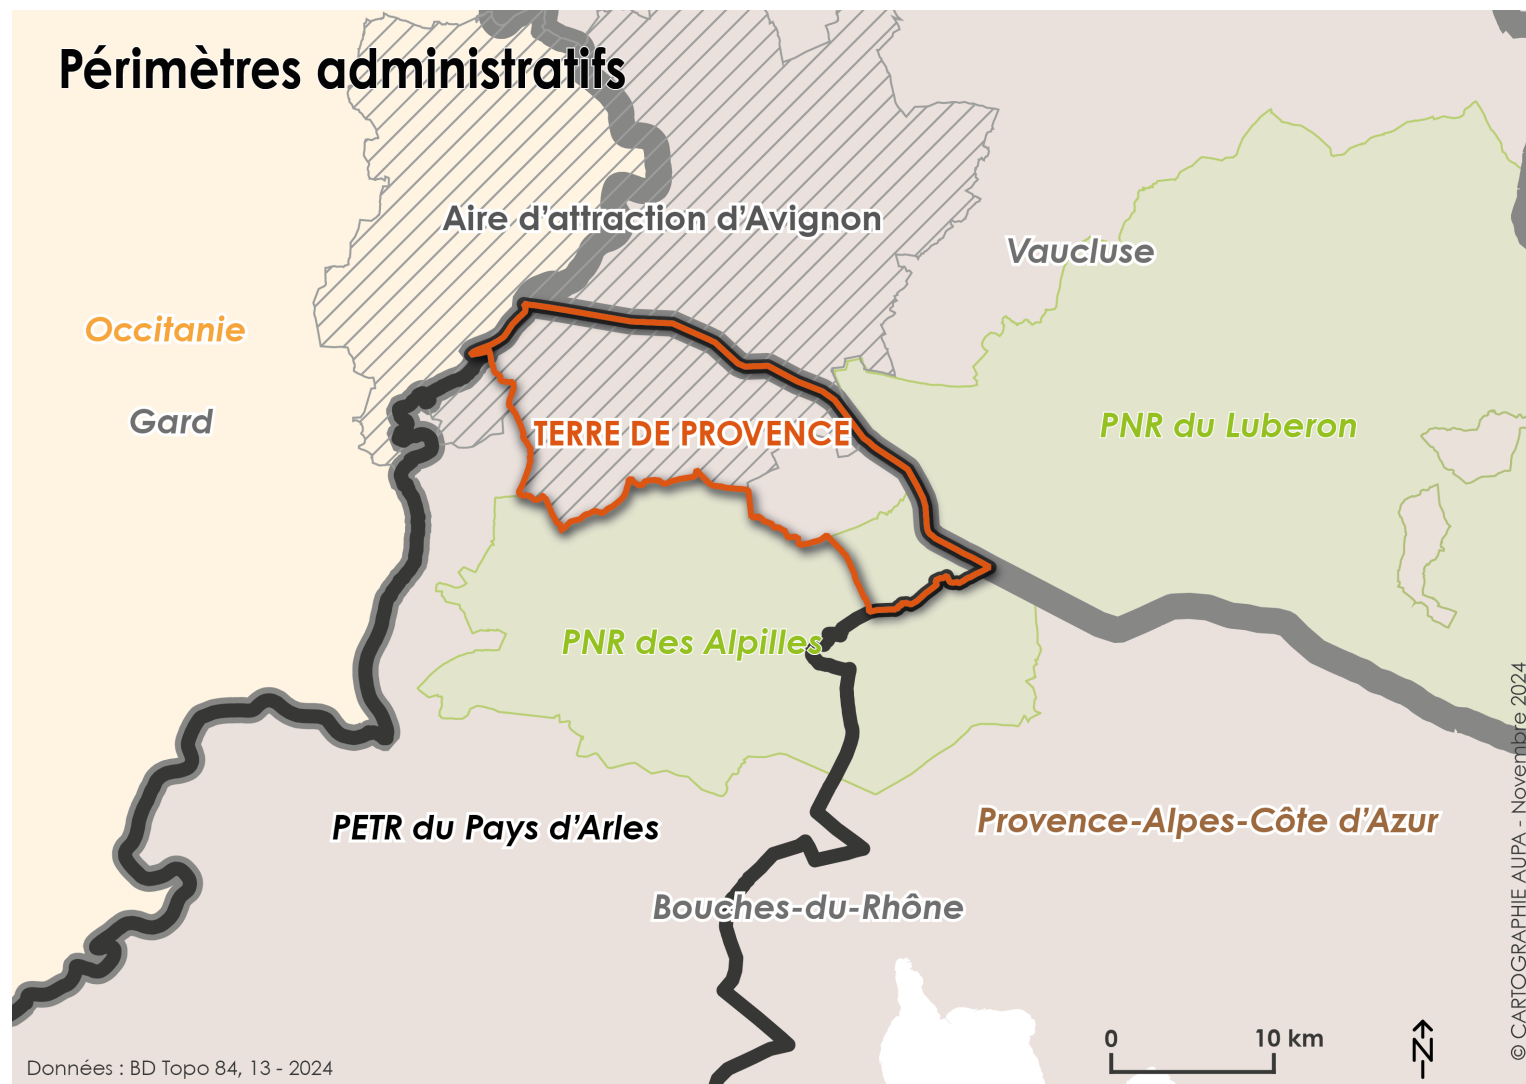 Périmètres administratifs
Aire d’attraction d’Avignon
Vaucluse
Occitanie
Gard
TERRE DE PROVENCE
PNR du Luberon
PNR des Alpilles
PETR du Pays d’Arles
Provence-Alpes-Côte d’Azur
Bouches-du-Rhône
0 10 km
N
Données : BD Topo 84, 13 - 2024
© CARTOGRAPHIE AUPA - Novembre 2024